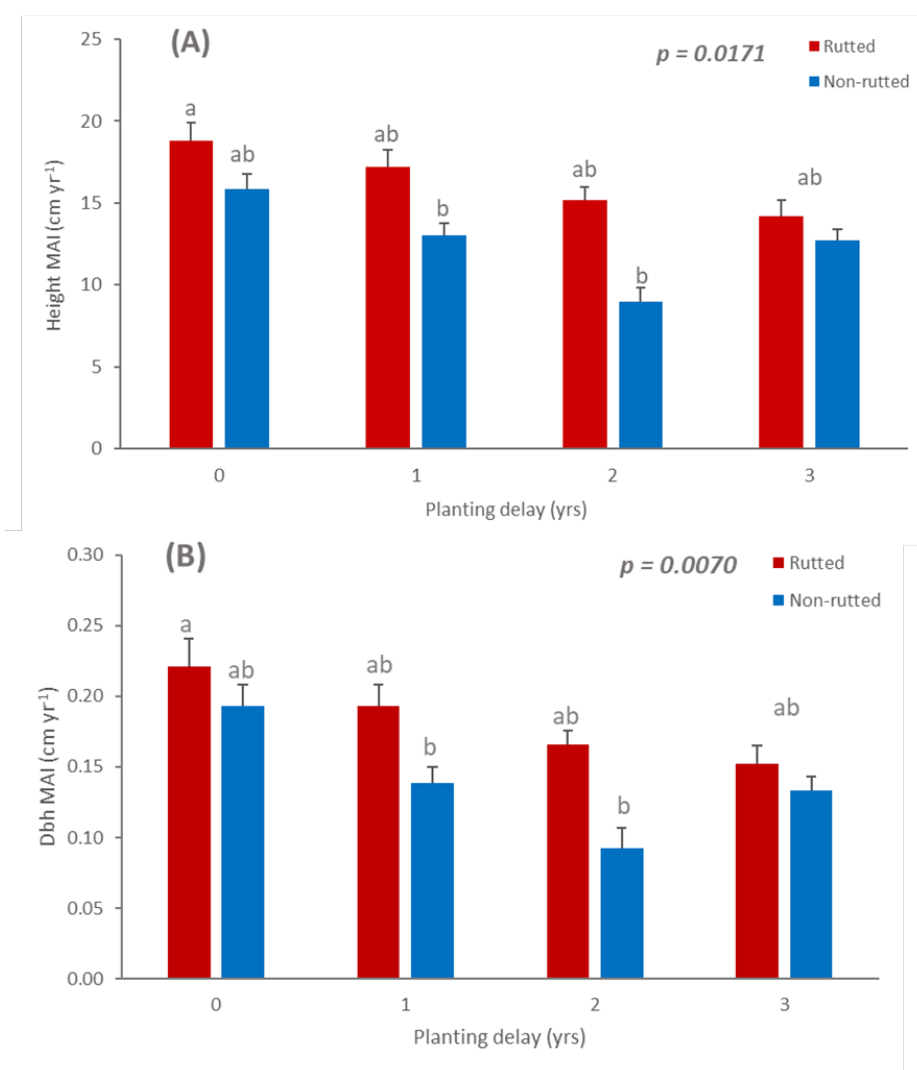 (A)
p = 0.0171
Rutted
Non-rutted
Height MAI (cm yr⁻¹)
25
20
15
10
5
0
a
ab
ab
b
ab
b
ab
0 1 2 3
Planting delay (yrs)
(B)
p = 0.0070
Rutted
Non-rutted
Dbh MAI (cm yr⁻¹)
0.30
0.25
0.20
0.15
0.10
0.05
0.00
a
ab
ab
b
ab
b
ab
0 1 2 3
Planting delay (yrs)